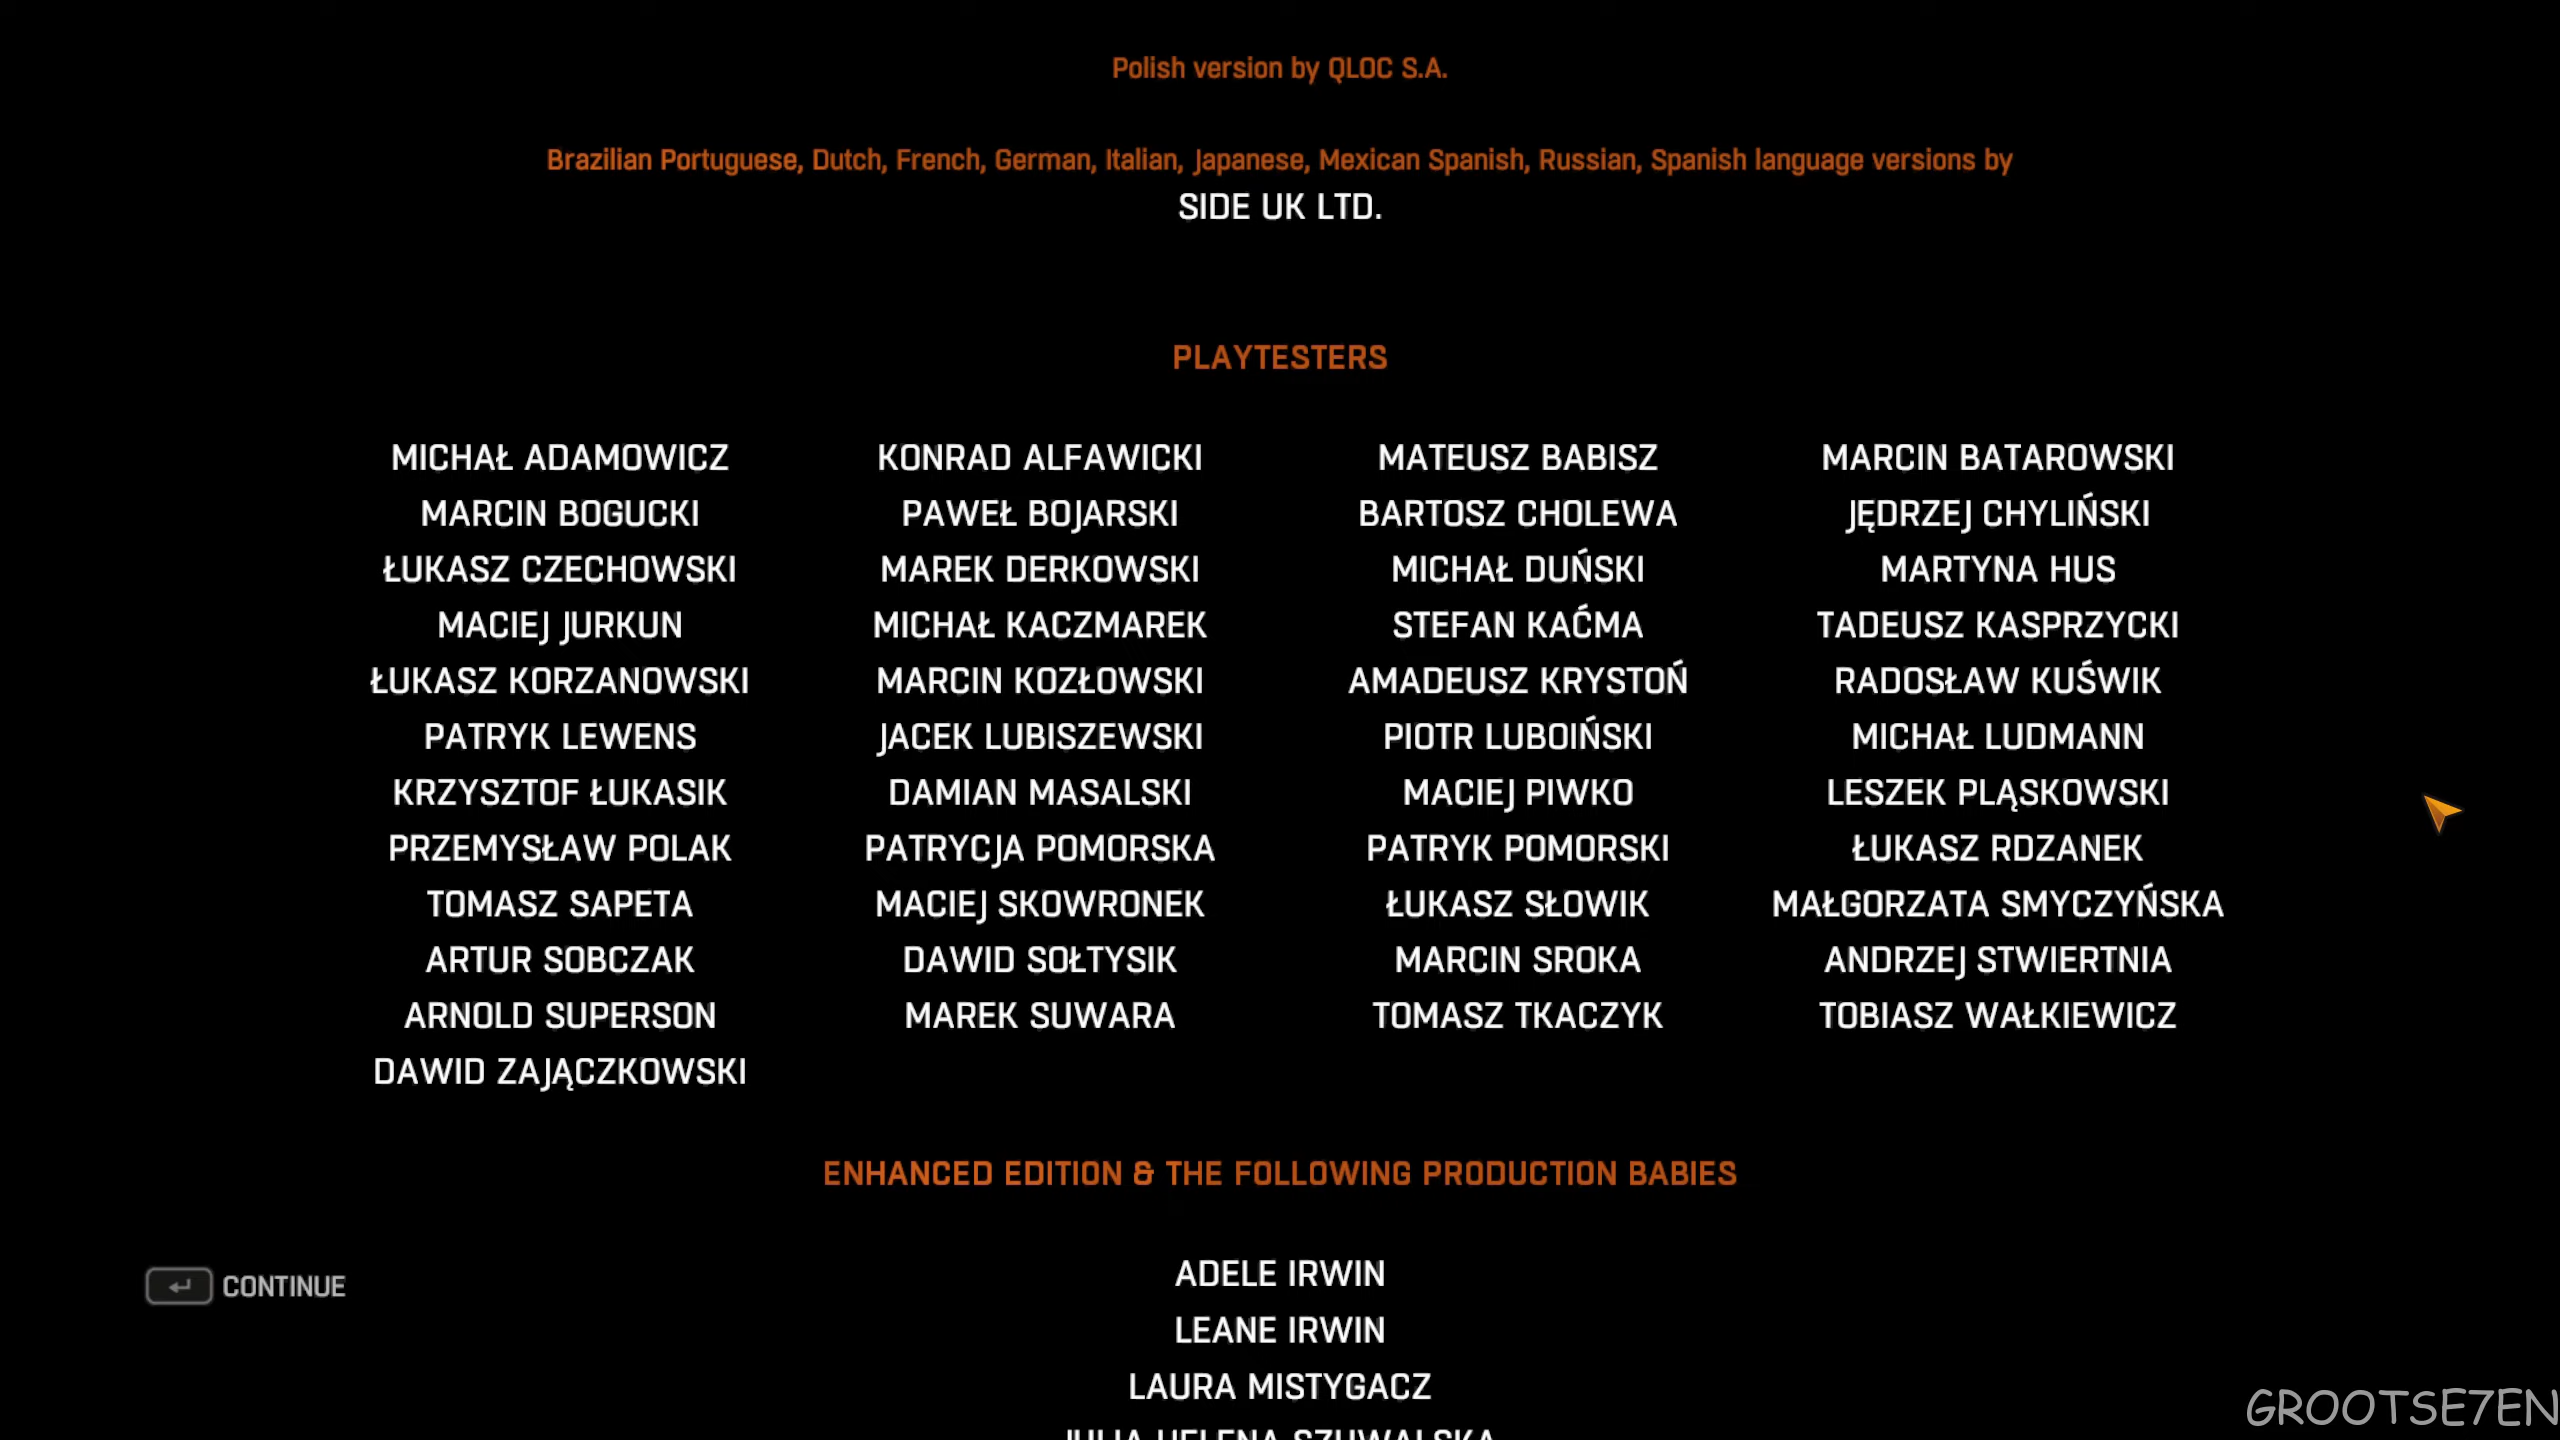 Polish version by QLOC S.A.
Brazilian Portuguese, Dutch, French, German, Italian, Japanese, Mexican Spanish, Russian, Spanish language versions by
SIDE UK LTD.
PLAYTESTERS
MICHAŁ ADAMOWICZ KONRAD ALFAWICKI MATEUSZ BABISZ MARCIN BATAROWSKI
MARCIN BOGUCKI PAWEŁ BOJARSKI BARTOSZ CHOLEWA JĘDRZEJ CHYLIŃSKI
ŁUKASZ CZECHOWSKI MAREK DERKOWSKI MICHAŁ DUŃSKI MARTYNA HUS
MACIEJ JURKUN MICHAŁ KACZMAREK STEFAN KAĆMA TADEUSZ KASPRZYCKI
ŁUKASZ KORZANOWSKI MARCIN KOZŁOWSKI AMADEUSZ KRYSTOŃ RADOSŁAW KUŚWIK
PATRYK LEWENS JACEK LUBISZEWSKI PIOTR LUBOIŃSKI MICHAŁ LUDMANN
KRZYSZTOF ŁUKASIK DAMIAN MASALSKI MACIEJ PIWKO LESZEK PLĄSKOWSKI
PRZEMYSŁAW POLAK PATRYCJA POMORSKA PATRYK POMORSKI ŁUKASZ RDZANEK
TOMASZ SAPETA MACIEJ SKOWRONEK ŁUKASZ SŁOWIK MAŁGORZATA SMYCZYŃSKA
ARTUR SOBCZAK DAWID SOŁTYSIK MARCIN SROKA ANDRZEJ STWIERTNIA
ARNOLD SUPERSON MAREK SUWARA TOMASZ TKACZYK TOBIASZ WAŁKIEWICZ
DAWID ZAJĄCZKOWSKI
ENHANCED EDITION & THE FOLLOWING PRODUCTION BABIES
ADELE IRWIN
CONTINUE
LEANE IRWIN
LAURA MISTYGACZ
JULIA HELENA SZUWALSKA
GROOTSE7EN